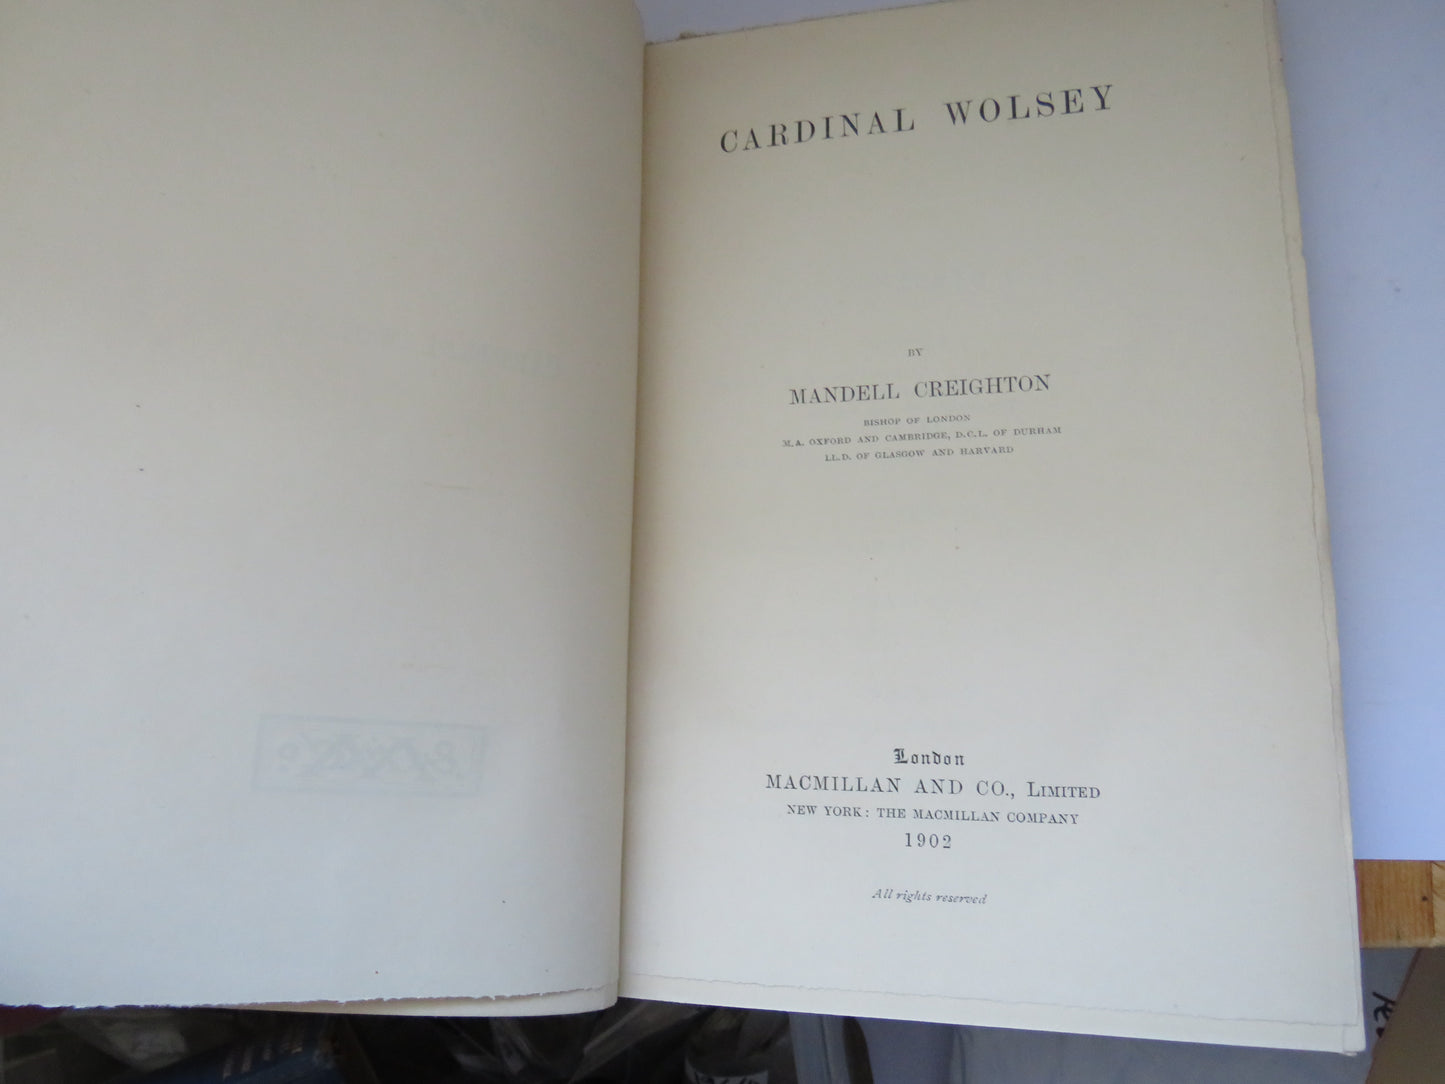 CARDINAL WOLSEY
BY
MANDELL CREIGHTON
BISHOP OF LONDON
M.A. OXFORD AND CAMBRIDGE, D.C.L. OF DURHAM
LL.D. OF GLASGOW AND HARVARD
London
MACMILLAN AND CO., LIMITED
NEW YORK: THE MACMILLAN COMPANY
1902
All rights reserved